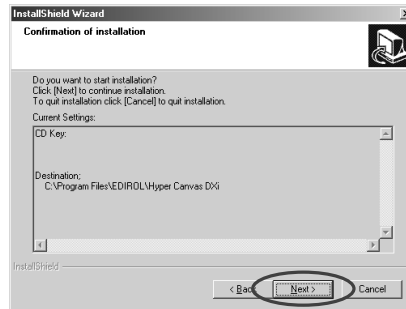 InstallShield Wizard
Confirmation of installation
Do you want to start installation?
Click [Next] to continue installation.
To quit installation click [Cancel] to quit installation.
Current Settings:
CD Key:
Destination;
C:\Program Files\EDIROL\Hyper Canvas DXi
InstallShield
< Back Next > Cancel